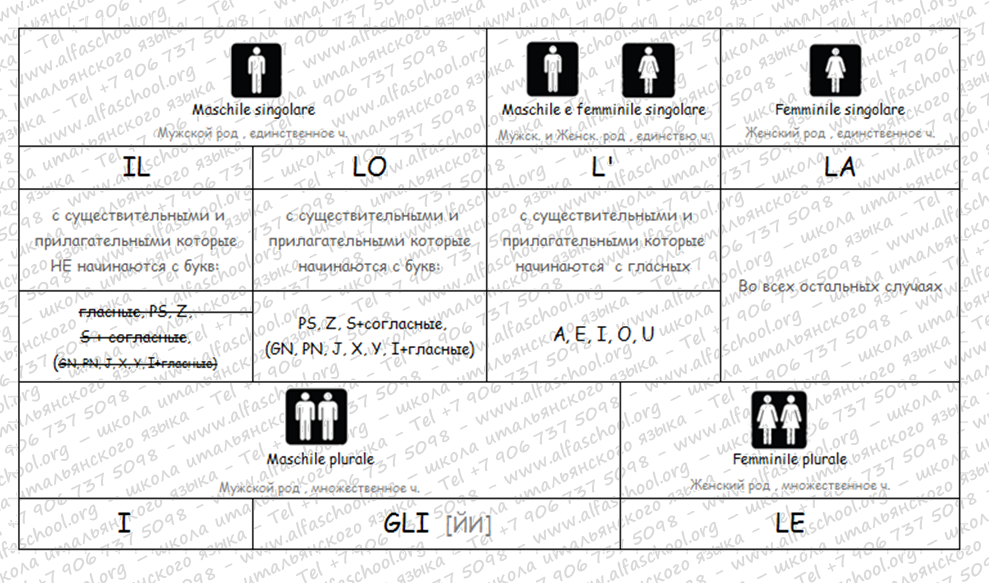 Maschile singolare
Maschile e femminile singolare
Femminile singolare
Мужской род , единственное ч.
Мужск. и Женск. род , единствю ч.
Женский род , единственное ч.
IL
LO
L'
LA
с существительными и
прилагательными которые
НЕ начинаются с букв:
с существительными и
прилагательными которые
начинаются с букв:
с существительными и
прилагательными которые
начинаются с гласных
Во всех остальных случаях
гласные, PS, Z,
S + согласные,
(GN, PN, J, X, Y, I+гласные)
PS, Z, S+согласные,
(GN, PN, J, X, Y, I+гласные)
A, E, I, O, U
Maschile plurale
Femminile plurale
Мужской род , множественное ч.
Женский род , множественное ч.
I
GLI [ЙИ]
LE
www.alfaschool.org – школа итальянского языка – Tel +7 906 737 5098